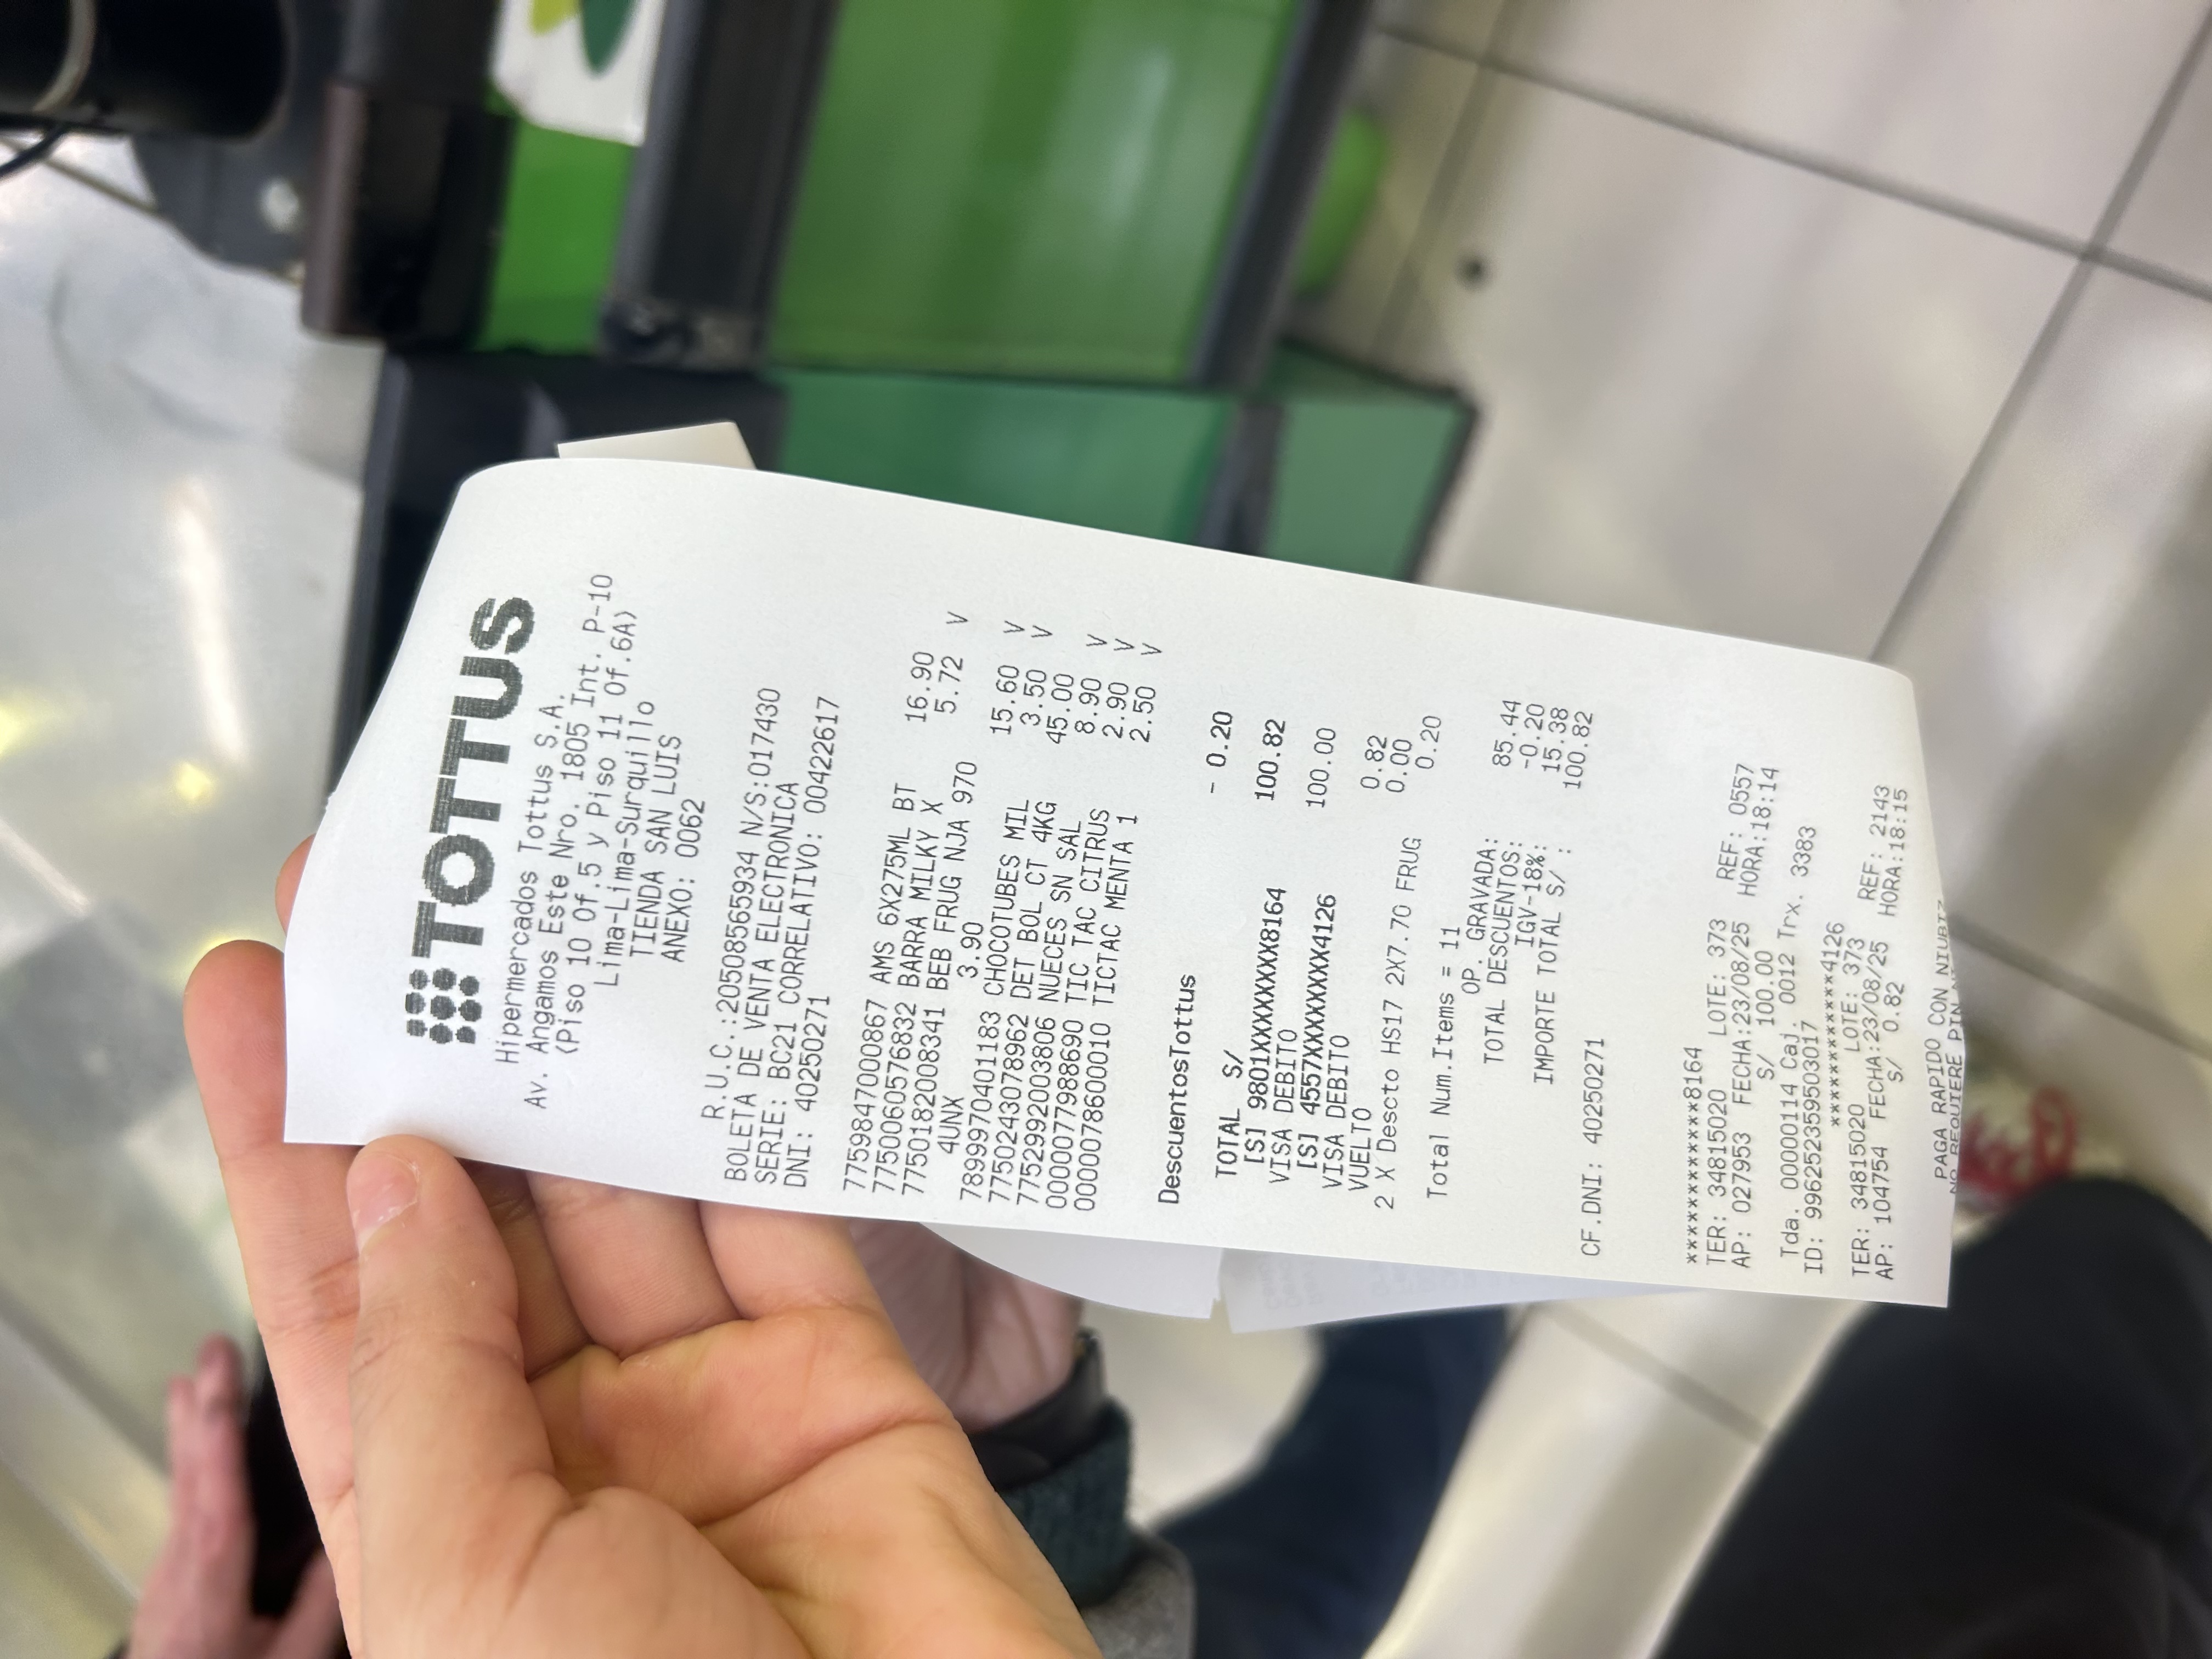 TOTTUS
Hipermercados Tottus S.A.
Av. Angamos Este Nro. 1805 Int. P-10
(Piso 10 Of.5 y Piso 11 Of.6A)
Lima-Lima-Surquillo
TIENDA SAN LUIS
ANEXO: 0062
R.U.C.:20508565934 N/S:017430
BOLETA DE VENTA ELECTRONICA
SERIE: BC21 CORRELATIVO: 00422617
DNI: 40250271
7759847000867 AMS 6X275ML BT 16.90
7750060576832 BARRA MILKY X 5.72 V
7750182008341 BEB FRUG NJA 970
4UNX 3.90 15.60 V
7899970401183 CHOCOTUBES MIL 3.50 V
7750243078962 DET BOL CT 4KG 45.00
7752992003806 NUECES SN SAL 8.90 V
0000077988690 TIC TAC CITRUS 2.90 V
0000078600010 TICTAC MENTA 1 2.50 V
DescuentosTottus - 0.20
TOTAL S/ 100.82
[S] 9801XXXXXXXX8164
VISA DEBITO 100.00
[S] 4557XXXXXXXX4126
VISA DEBITO 0.82
VUELTO 0.00
2 X Descto HS17 2X7.70 FRUG 0.20
Total Num.Items = 11
OP. GRAVADA: 85.44
TOTAL DESCUENTOS: -0.20
IGV-18%: 15.38
IMPORTE TOTAL S/ : 100.82
CF.DNI: 40250271
************8164
TER: 34815020 LOTE: 373 REF: 0557
AP: 027953 FECHA:23/08/25 HORA:18:14
S/ 100.00
Tda. 00000114 Caj. 0012 Trx. 3383
ID: 996252359503017
************4126
TER: 34815020 LOTE: 373 REF: 2143
AP: 104754 FECHA:23/08/25 HORA:18:15
S/ 0.82
PAGA RAPIDO CON NIUBIZ
NO REQUIERE PIN